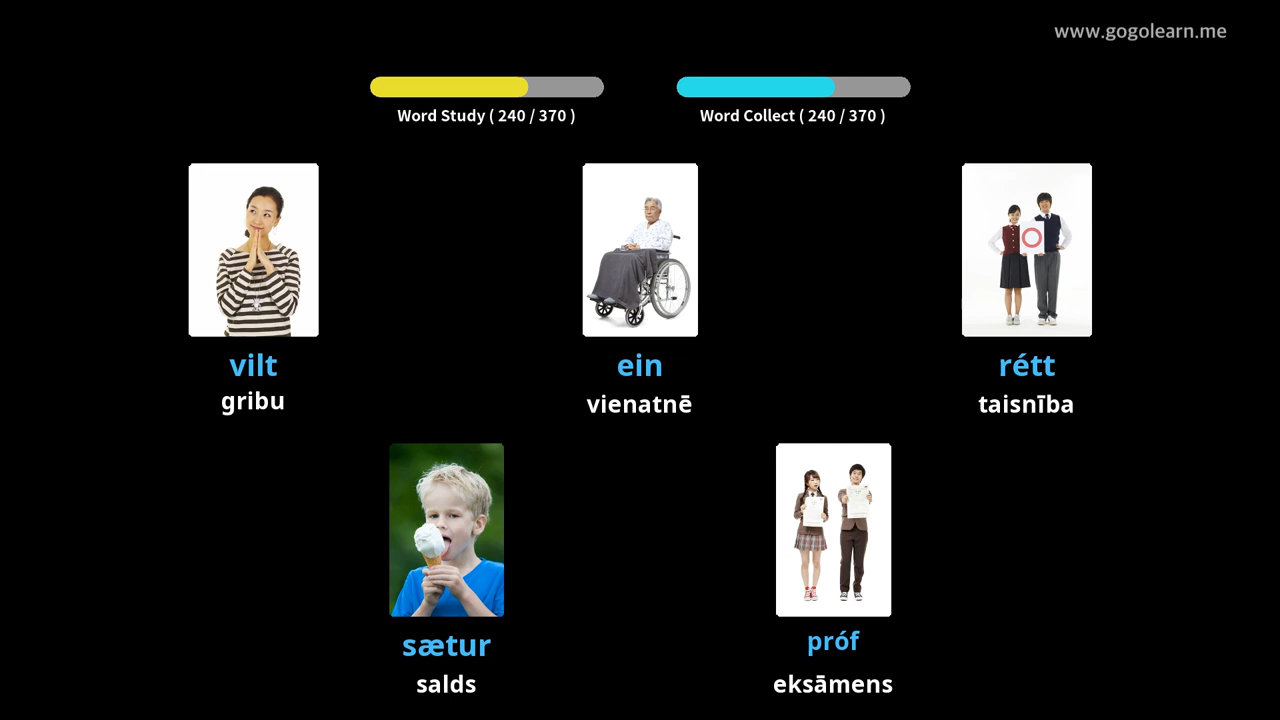 www.gogolearn.me
Word Study ( 240 / 370 )
Word Collect ( 240 / 370 )
vilt
gribu
ein
vienatnē
rétt
taisnība
sætur
salds
próf
eksāmens